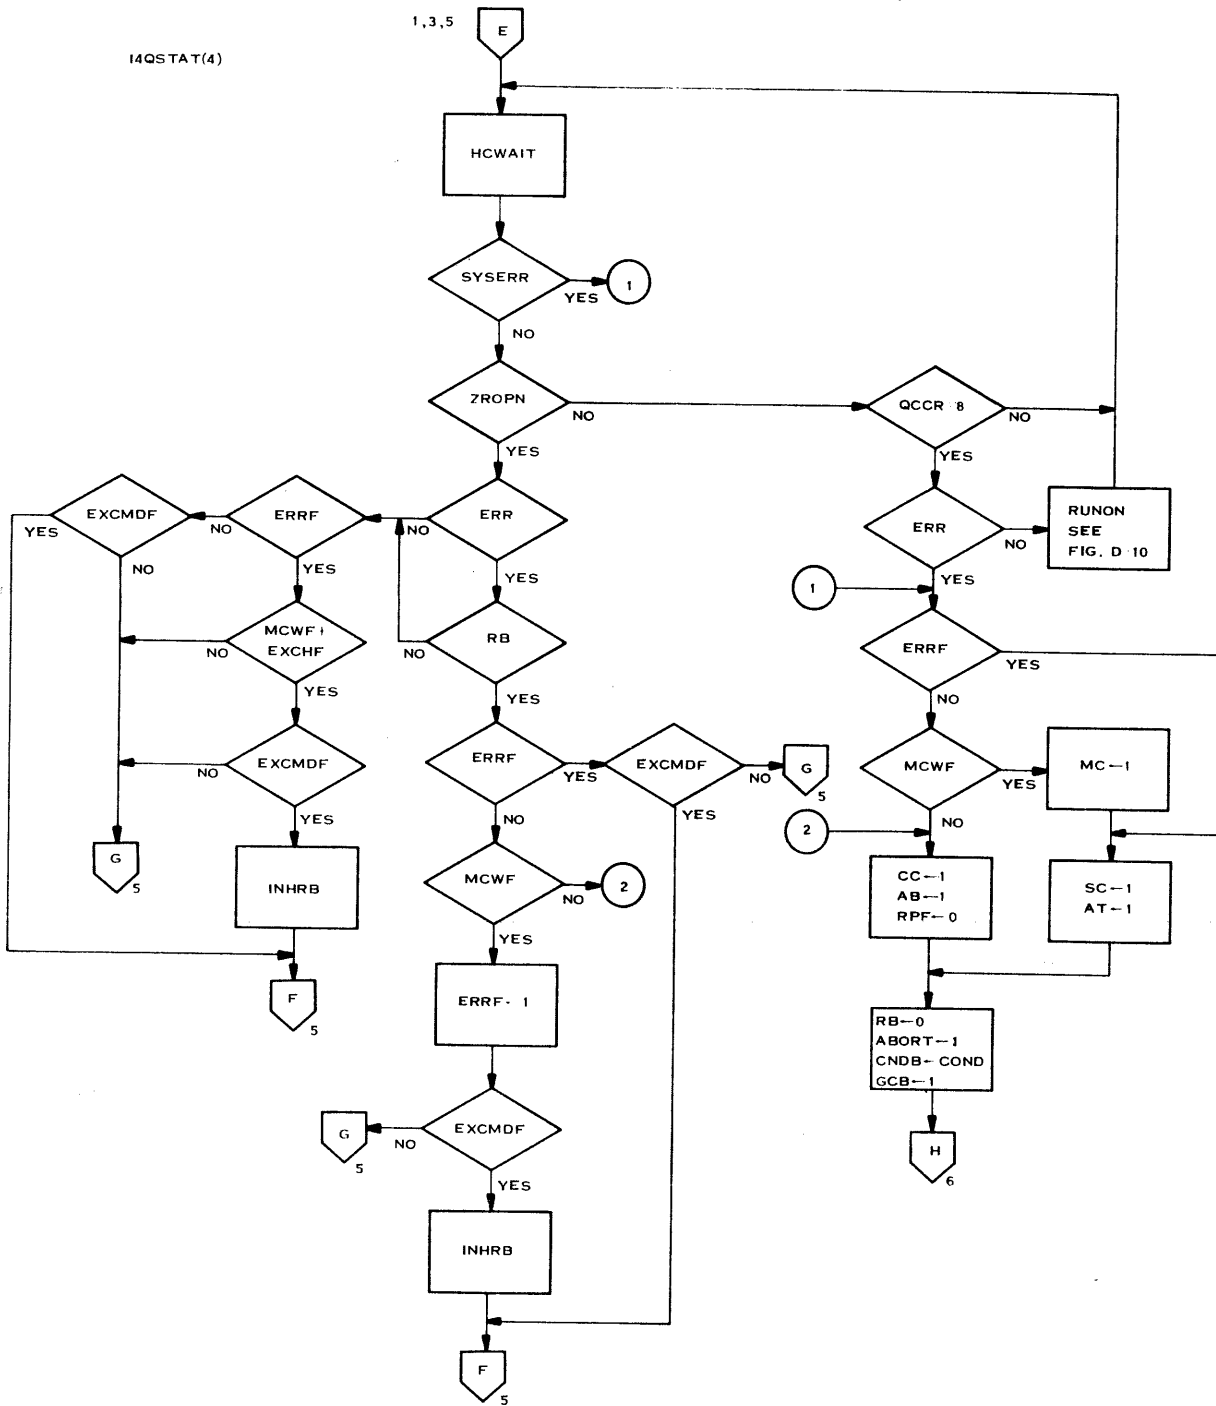 1,3,5
E
I4QSTAT(4)
HCWAIT
SYSERR
YES
1
NO
ZROPN
NO
QCCR 8
NO
YES
YES
EXCMDF
YES
NO
ERRF
NO
ERR
NO
YES
YES
ERR
NO
YES
RUNON
SEE
FIG. D 10
1
MCWF
EXCHF
NO
YES
RB
NO
YES
ERRF
YES
NO
EXCMDF
NO
YES
ERRF
YES
NO
EXCMDF
NO
YES
G
5
MCWF
YES
NO
MC←1
2
G
5
INHRB
MCWF
NO
2
YES
CC←1
AB←1
RPF←0
SC←1
AT←1
F
5
ERRF- 1
RB←0
ABORT←1
CNDB←COND
GCB←1
G
5
EXCMDF
NO
YES
H
6
INHRB
F
5